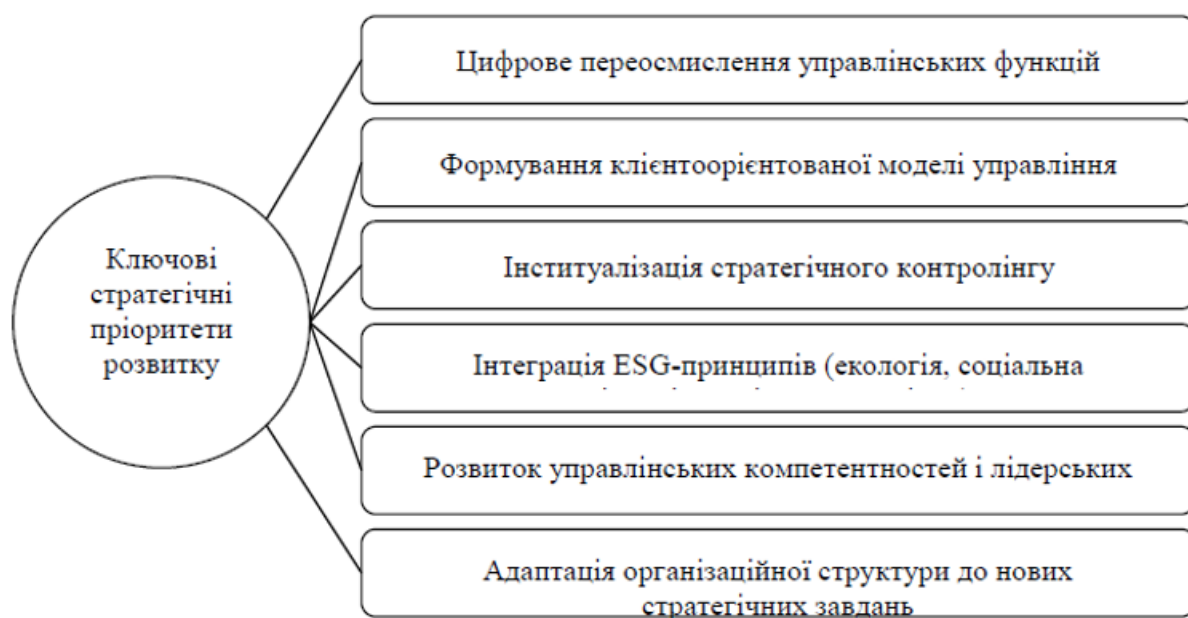 Ключові
стратегічні
пріоритети
розвитку
Цифрове переосмислення управлінських функцій
Формування клієнтоорієнтованої моделі управління
Інституалізація стратегічного контролінгу
Інтеграція ESG-принципів (екологія, соціальна
Розвиток управлінських компетентностей і лідерських
Адаптація організаційної структури до нових
стратегічних завдань